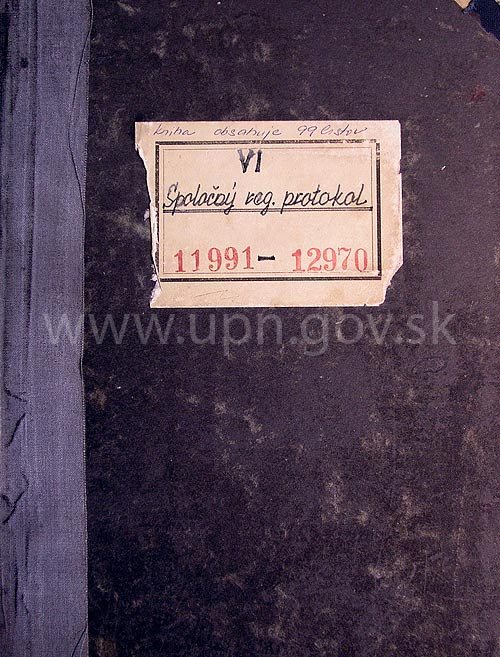 kniha obsahuje 99 listov
VI
Spoločný reg. protokol
11991 - 12970
www.upn.gov.sk